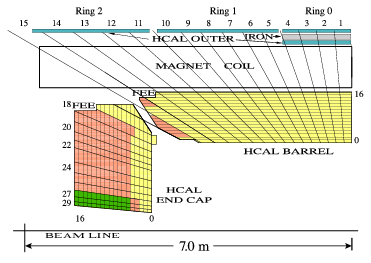 Ring 2 Ring 1 Ring 0
15 14 13 12 11 10 9 8 7 6 5 4 3 2 1
HCAL OUTER IRON
MAGNET COIL
FEE 16
18 FEE
20
22
24
27
29
16 0
0
HCAL BARREL
HCAL
END CAP
BEAM LINE
7.0 m